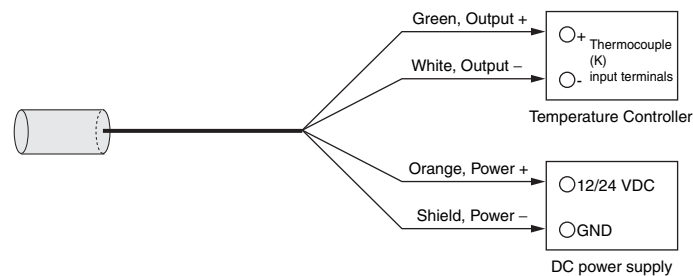 Green, Output +
White, Output –
+ Thermocouple
(K)
- input terminals
Temperature Controller
Orange, Power +
Shield, Power –
12/24 VDC
GND
DC power supply